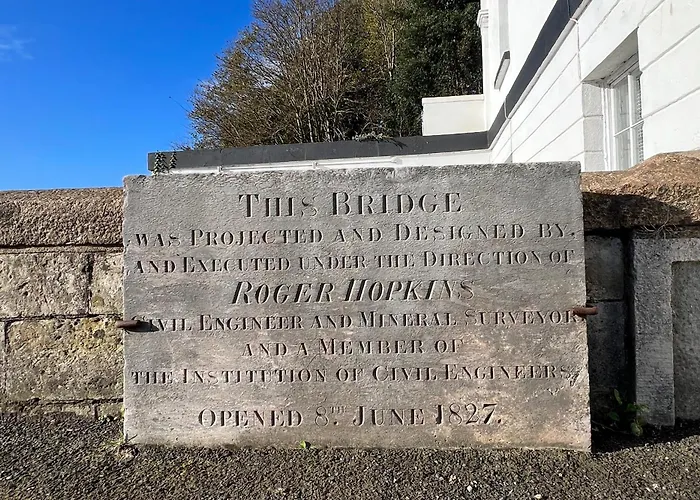 THIS BRIDGE
WAS PROJECTED AND DESIGNED BY,
AND EXECUTED UNDER THE DIRECTION OF
ROGER HOPKINS
CIVIL ENGINEER AND MINERAL SURVEYOR
AND A MEMBER OF
THE INSTITUTION OF CIVIL ENGINEERS.
OPENED 8TH JUNE 1827.